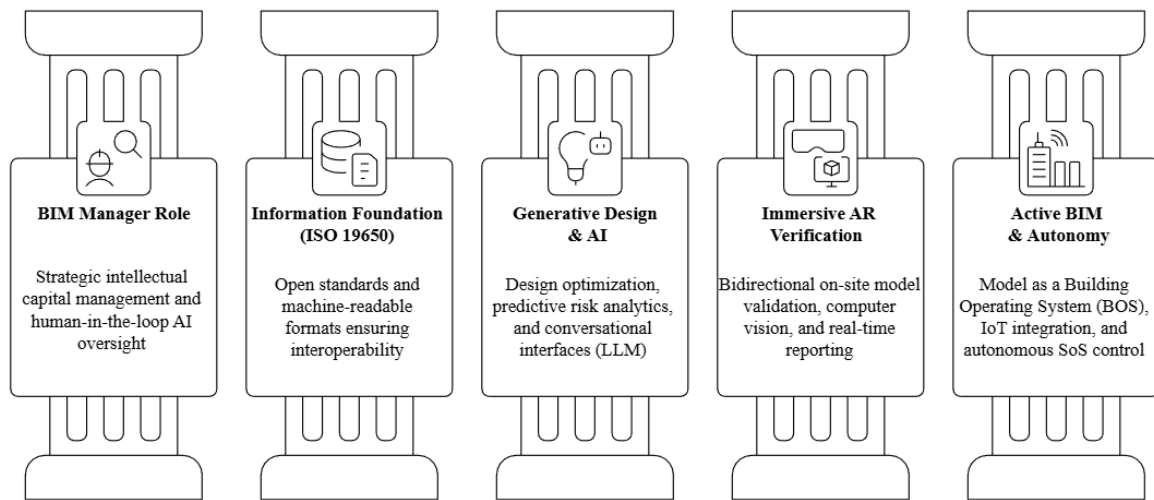 BIM Manager Role
Strategic intellectual
capital management and
human-in-the-loop AI
oversight
Information Foundation
(ISO 19650)
Open standards and
machine-readable
formats ensuring
interoperability
Generative Design
& AI
Design optimization,
predictive risk analytics,
and conversational
interfaces (LLM)
Immersive AR
Verification
Bidirectional on-site model
validation, computer
vision, and real-time
reporting
Active BIM
& Autonomy
Model as a Building
Operating System (BOS),
IoT integration, and
autonomous SoS control